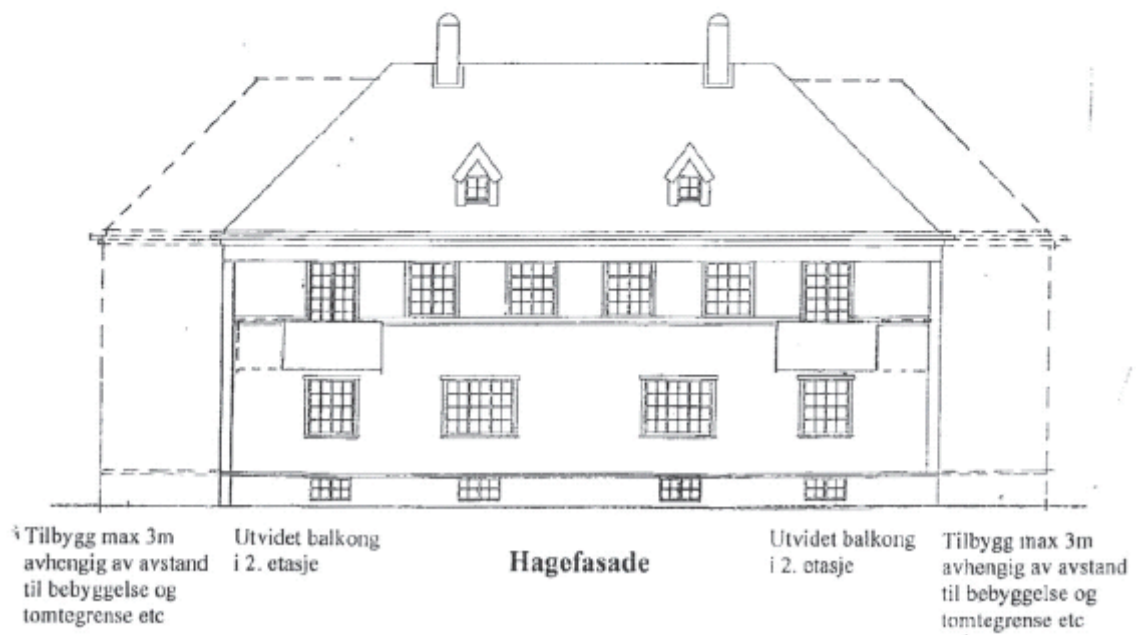 Tilbygg max 3m
avhengig av avstand
til bebyggelse og
tomtegrense etc
Utvidet balkong
i 2. etasje
Hagefasade
Utvidet balkong
i 2. etasje
Tilbygg max 3m
avhengig av avstand
til bebyggelse og
tomtegrense etc